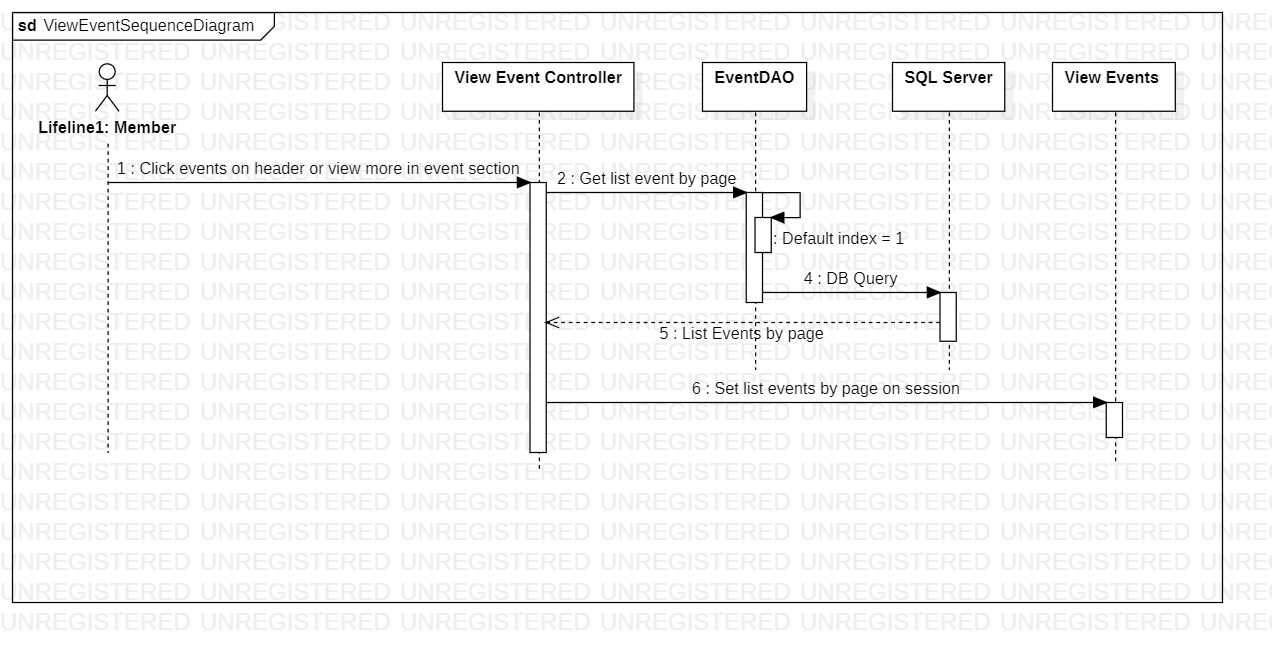 sd ViewEventSequenceDiagram
View Event Controller
EventDAO
SQL Server
View Events
Lifeline1: Member
1 : Click events on header or view more in event section
2 : Get list event by page
: Default index = 1
4 : DB Query
5 : List Events by page
6 : Set list events by page on session
UNREGISTERED